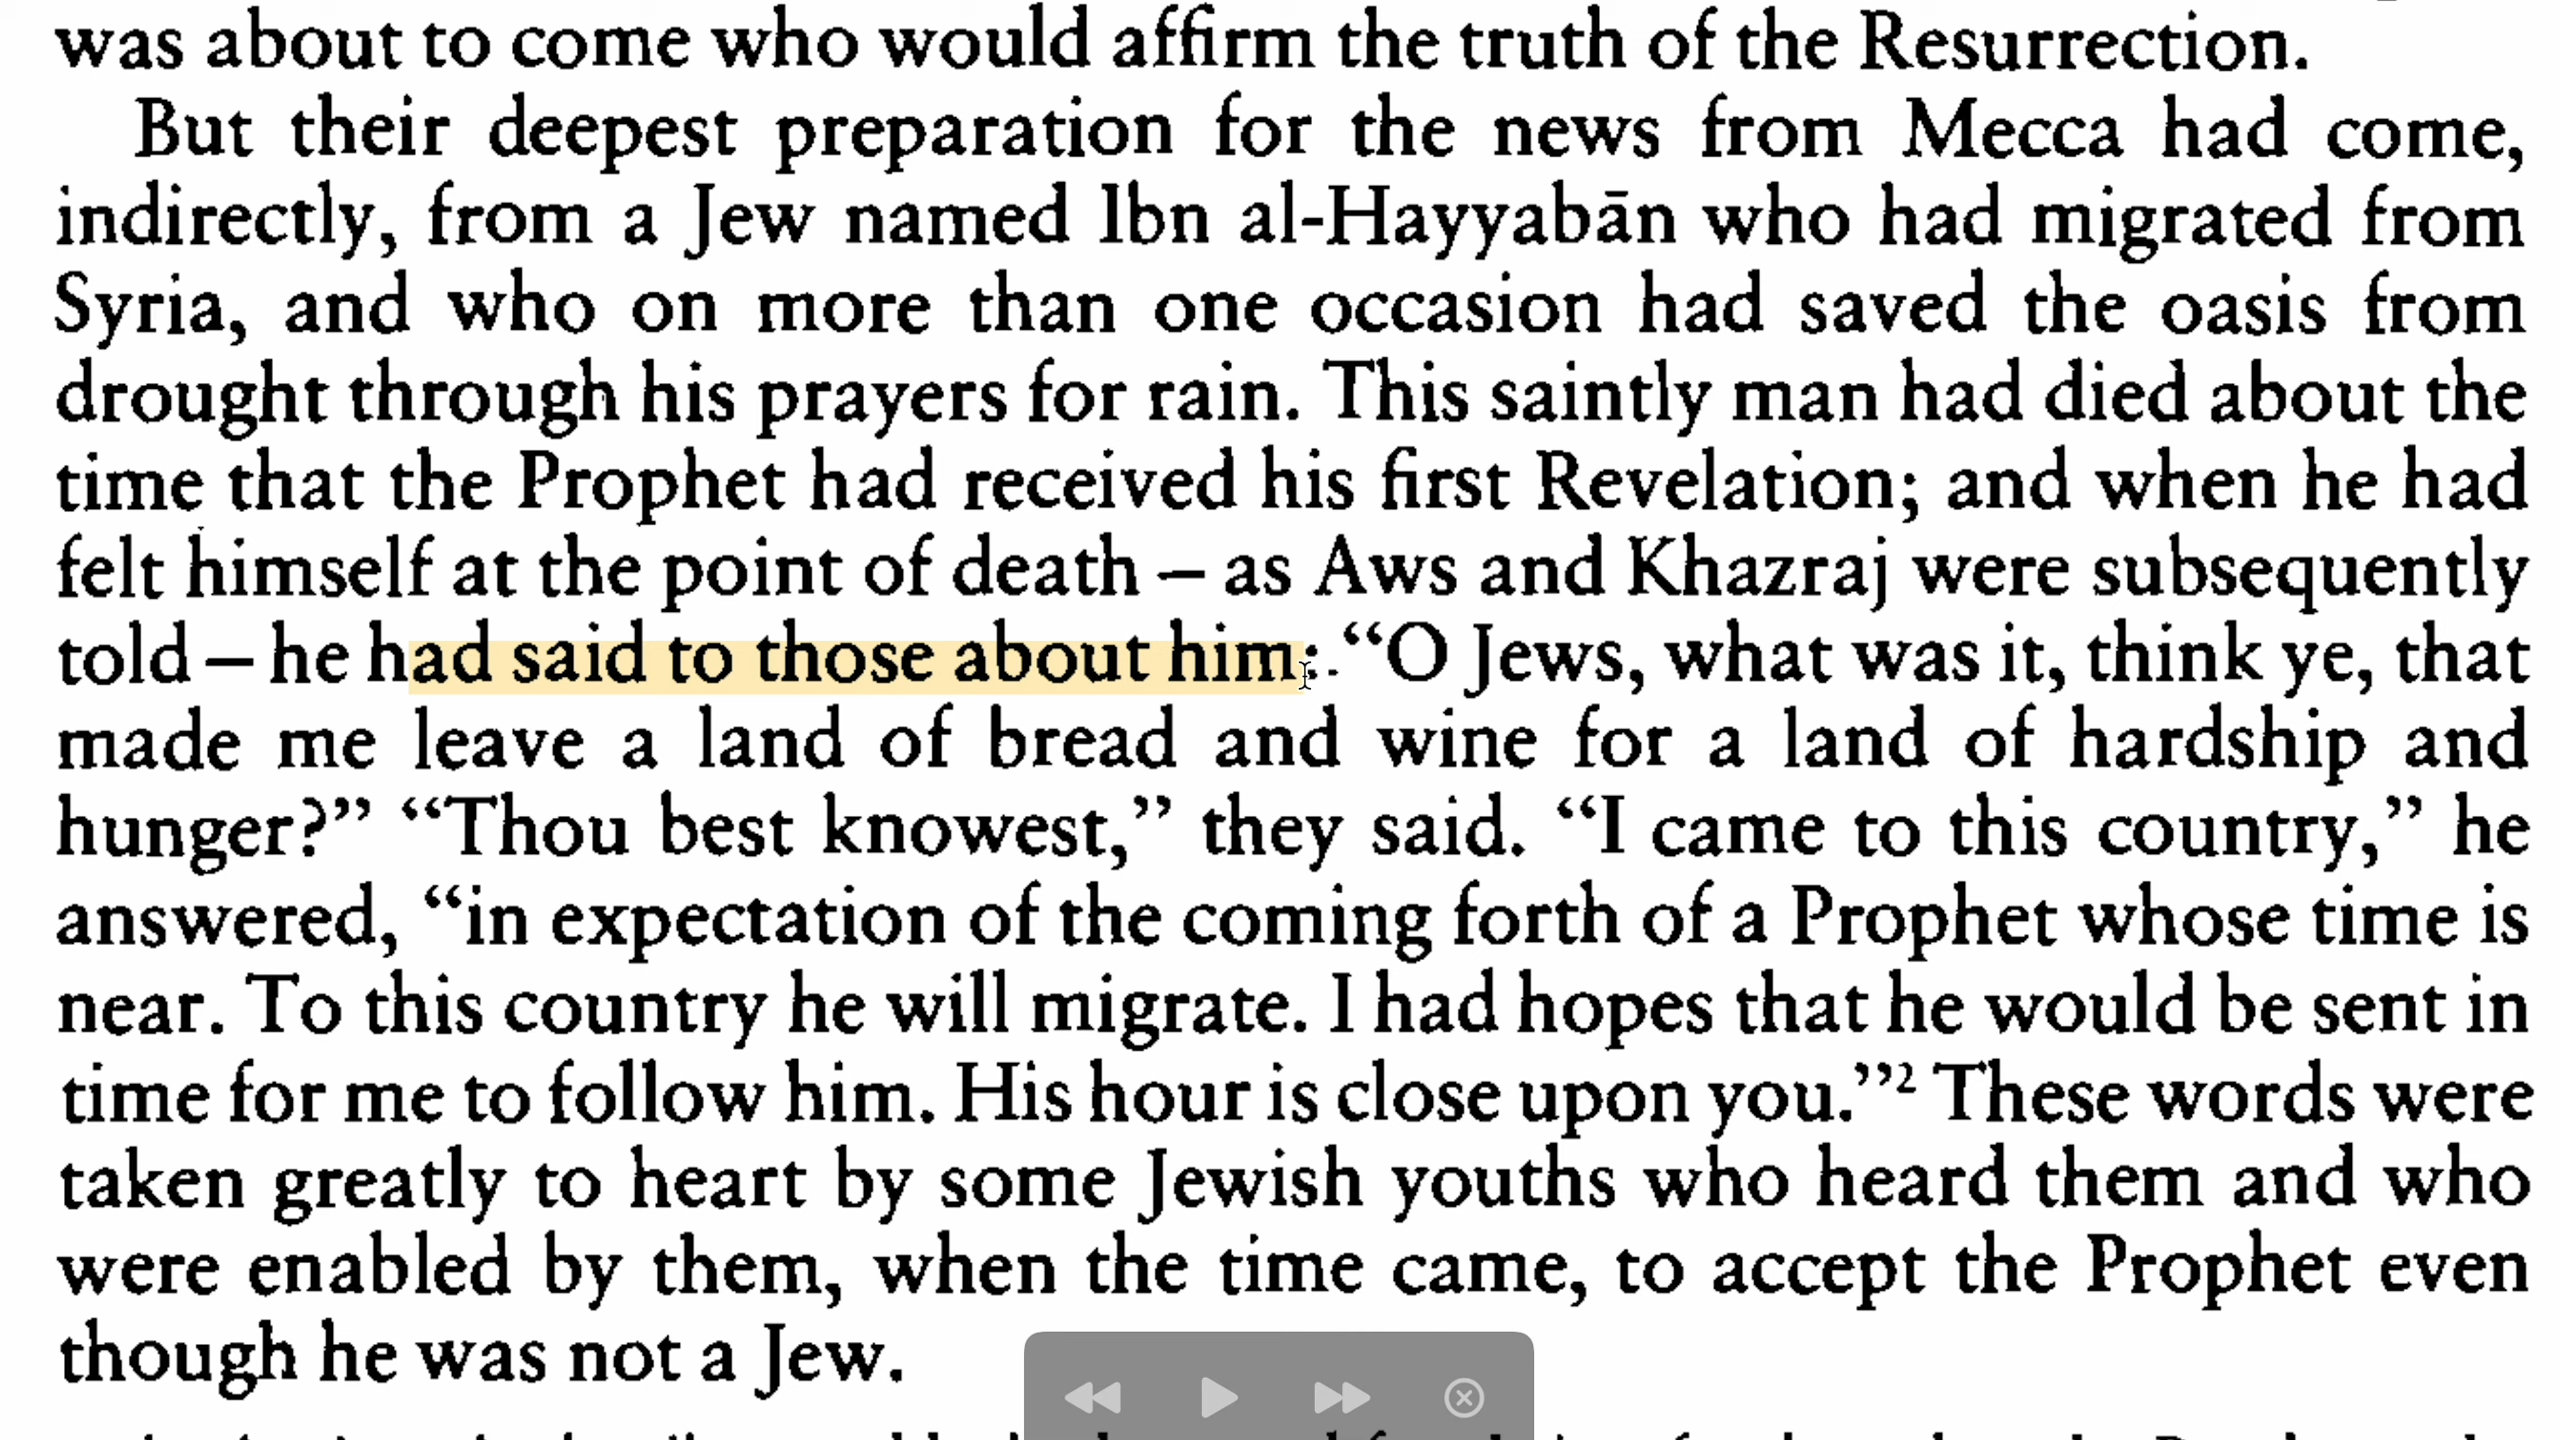 was about to come who would affirm the truth of the Resurrection.
But their deepest preparation for the news from Mecca had come,
indirectly, from a Jew named Ibn al-Hayyabān who had migrated from
Syria, and who on more than one occasion had saved the oasis from
drought through his prayers for rain. This saintly man had died about the
time that the Prophet had received his first Revelation; and when he had
felt himself at the point of death – as Aws and Khazraj were subsequently
told – he had said to those about him: “O Jews, what was it, think ye, that
made me leave a land of bread and wine for a land of hardship and
hunger?” “Thou best knowest,” they said. “I came to this country,” he
answered, “in expectation of the coming forth of a Prophet whose time is
near. To this country he will migrate. I had hopes that he would be sent in
time for me to follow him. His hour is close upon you.”² These words were
taken greatly to heart by some Jewish youths who heard them and who
were enabled by them, when the time came, to accept the Prophet even
though he was not a Jew.